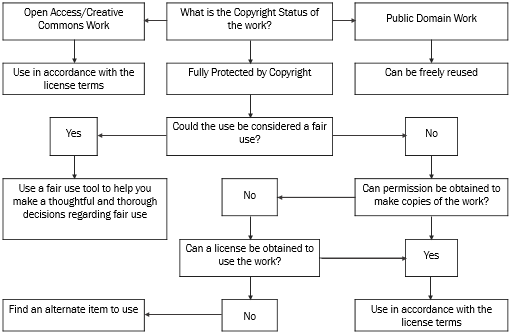 Open Access/Creative
Commons Work
What is the Copyright Status of
the work?
Public Domain Work
Use in accordance with the
license terms
Fully Protected by Copyright
Can be freely reused
Yes
Could the use be considered a fair
use?
No
Use a fair use tool to help you
make a thoughtful and thorough
decisions regarding fair use
No
Can permission be obtained to
make copies of the work?
Can a license be obtained to
use the work?
Yes
Find an alternate item to use
No
Use in accordance with the
license terms